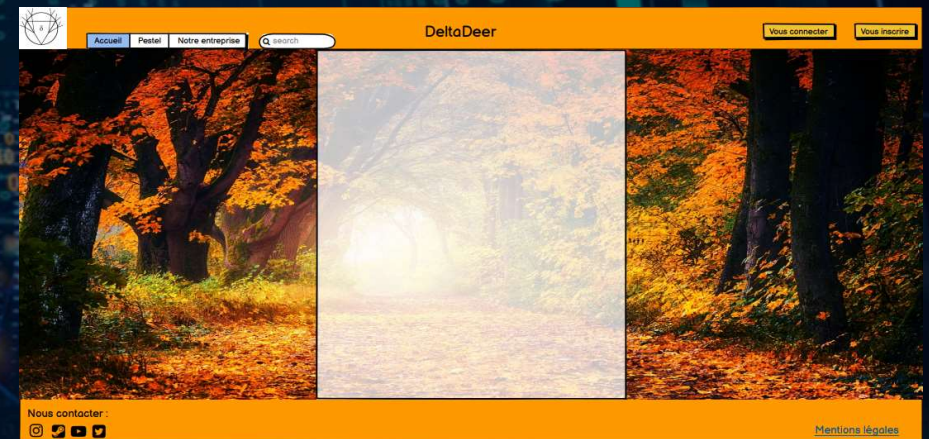 DeltaDeer
Vous connecter
Vous inscrire
Accueil
Pestel
Notre entreprise
search
Nous contacter :
Mentions légales